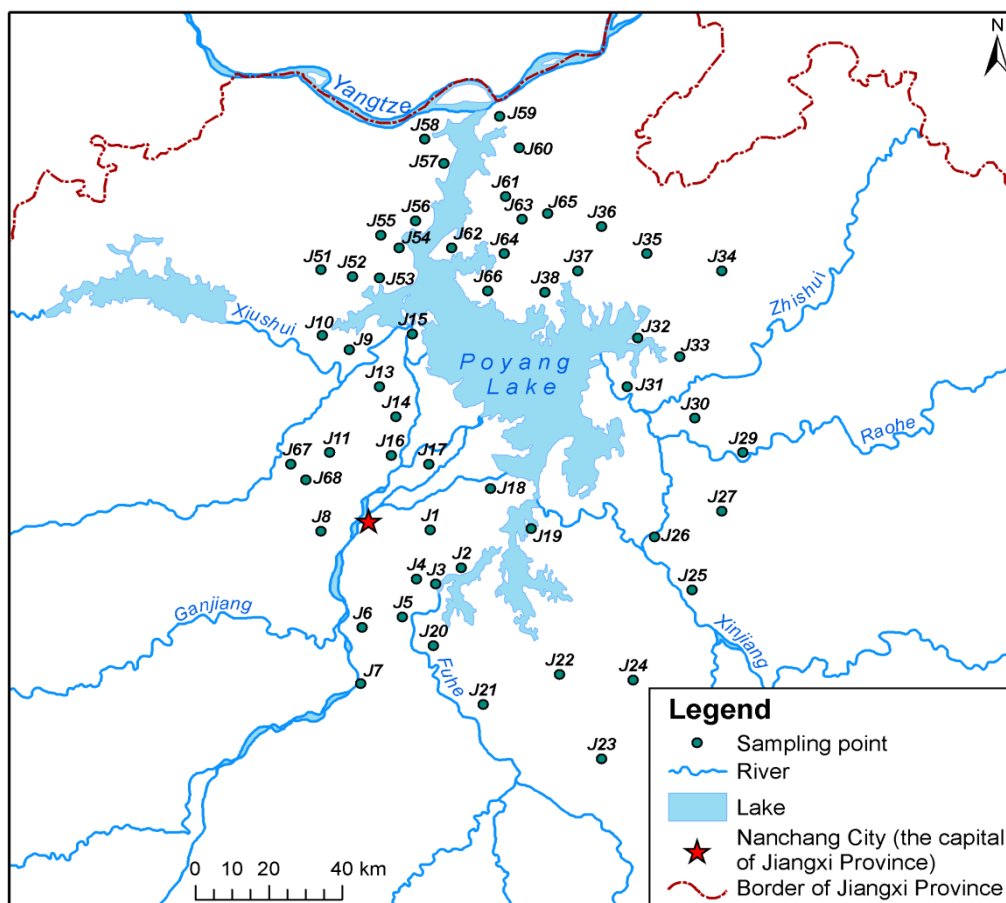 N
Yangtze
J59
J58
J60
J57
J61
J65
J63
J56
J36
J55
J62
J54
J64
J35
J34
J51
J52
J53
J37
J66
J38
Zhishui
Xiushui
J10
J15
J32
J9
J33
Poyang
Lake
J13
J31
J14
J30
J11
J16
J17
J29
Raohe
J67
J68
J18
J27
J8
J1
J19
J26
J2
J4
J3
J25
Ganjiang
J5
J6
J20
Xinjiang
Fuhe
J7
J22
J24
J21
J23
Legend
Sampling point
River
Lake
Nanchang City (the capital
of Jiangxi Province)
Border of Jiangxi Province
0 10 20 40 km